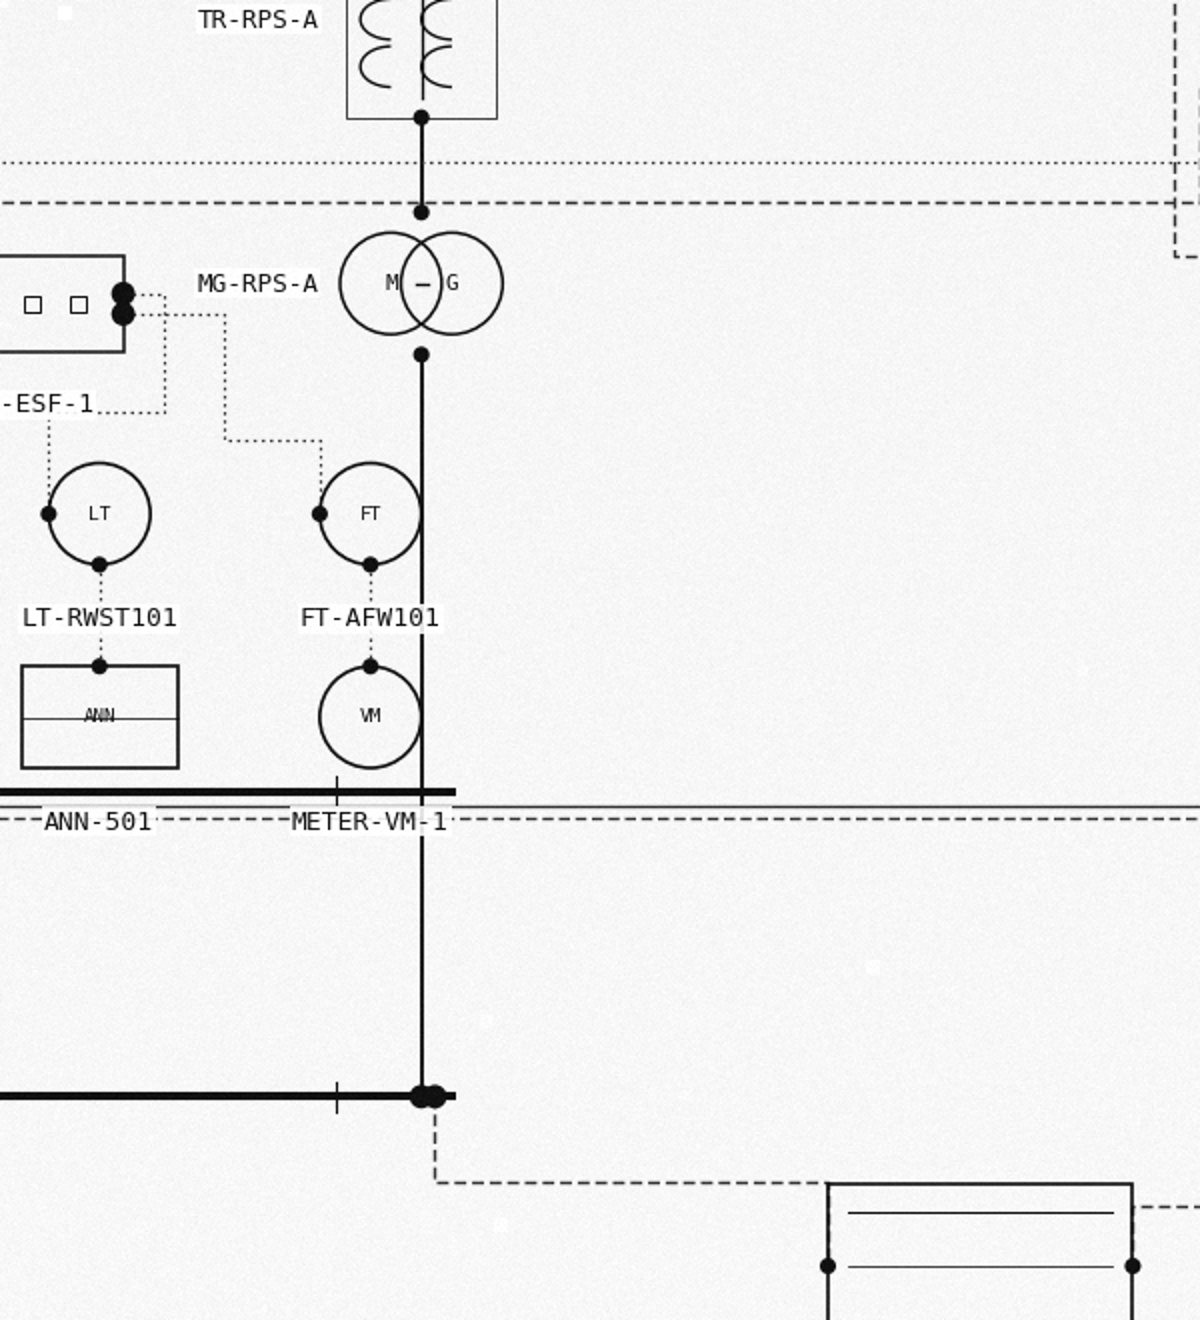 TR-RPS-A
MG-RPS-A
M
G
-ESF-1
LT
FT
LT-RWST101
FT-AFW101
ANN
VM
ANN-501
METER-VM-1